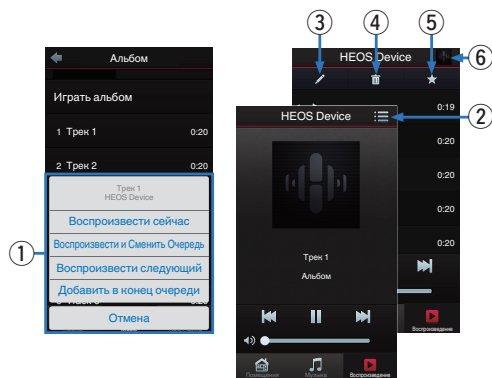 3
4
5
6
2
1
Альбом
Играть альбом
1 Трек 1 0:20
2 Трек 2 0:20
Трек 1
HEOS Device
Воспроизвести сейчас
Воспроизвести и Сменить Очередь
Воспроизвести следующий
Добавить в конец очереди
Отмена
HEOS Device
Трек 1
Альбом
Помещения
Музыка
Воспроизведение
HEOS Device
0:19
0:20
0:20
0:20
0:20
Воспроизведение